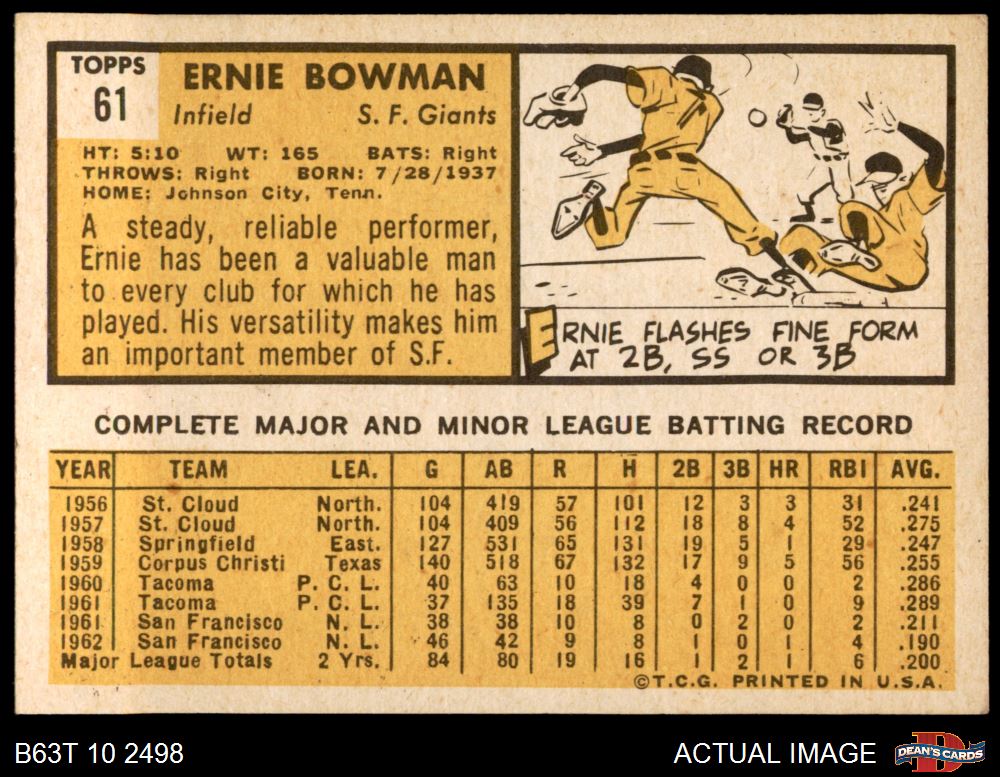 TOPPS
61
ERNIE BOWMAN
Infield S. F. Giants
HT: 5:10 WT: 165 BATS: Right
THROWS: Right BORN: 7/28/1937
HOME: Johnson City, Tenn.
A steady, reliable performer,
Ernie has been a valuable man
to every club for which he has
played. His versatility makes him
an important member of S.F.
ERNIE FLASHES FINE FORM
AT 2B, SS OR 3B
COMPLETE MAJOR AND MINOR LEAGUE BATTING RECORD
YEAR TEAM LEA. G AB R H 2B 3B HR RBI AVG.
1956 St. Cloud North. 104 419 57 101 12 3 3 31 .241
1957 St. Cloud North. 104 409 56 112 18 8 4 52 .275
1958 Springfield East. 127 531 65 131 19 5 1 29 .247
1959 Corpus Christi Texas 140 518 67 132 17 9 5 56 .255
1960 Tacoma P. C. L. 40 63 10 18 4 0 0 2 .286
1961 Tacoma P. C. L. 37 135 18 39 7 1 0 9 .289
1961 San Francisco N. L. 38 38 10 8 0 2 0 2 .211
1962 San Francisco N. L. 46 42 9 8 1 0 1 4 .190
Major League Totals 2 Yrs. 84 80 19 16 1 2 1 6 .200
©T.C.G. PRINTED IN U.S.A.
B63T 10 2498 ACTUAL IMAGE DEAN'S CARDS